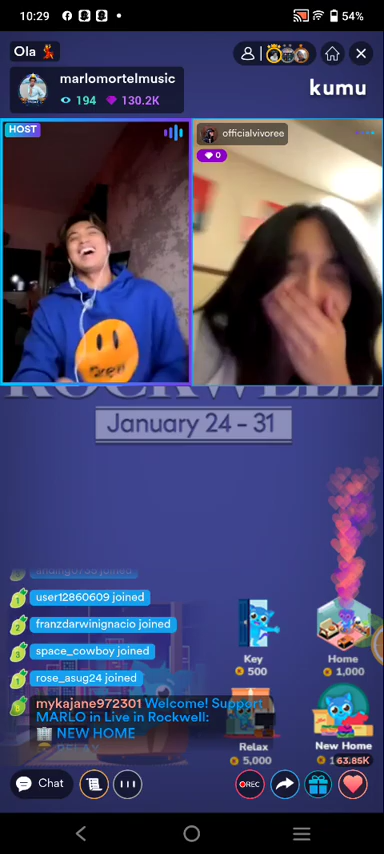 10:29
54%
Ola
marlomortelmusic
194 130.2K
kumu
HOST
officialvivoree
0
ROCKWELL
January 24 - 31
user12860609 joined
franzdarwinignacio joined
space_cowboy joined
rose_asug24 joined
mykajane972301 Welcome! Support
MARLO in Live in Rockwell:
NEW HOME
RELAX
Key
500
Home
1,000
Relax
5,000
New Home
63.85K
Chat
REC